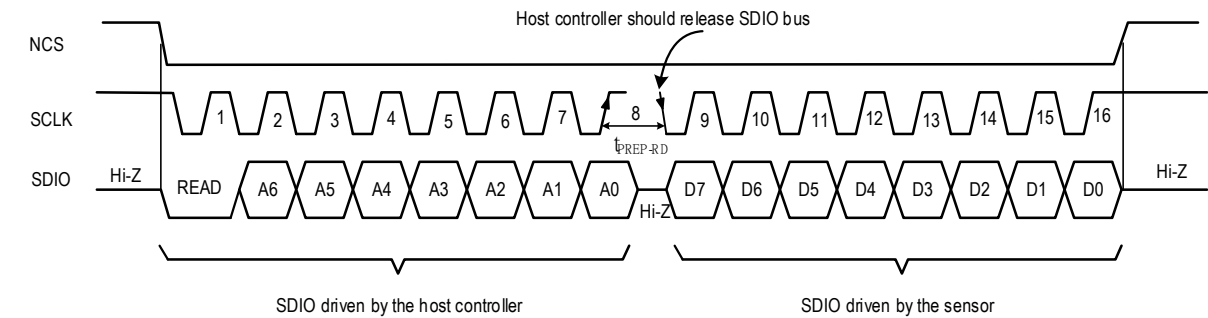 Host controller should release SDIO bus
NCS
SCLK 1 2 3 4 5 6 7 8 9 10 11 12 13 14 15 16
tPREP-RD
SDIO Hi-Z READ A6 A5 A4 A3 A2 A1 A0 Hi-Z D7 D6 D5 D4 D3 D2 D1 D0 Hi-Z
SDIO driven by the host controller SDIO driven by the sensor